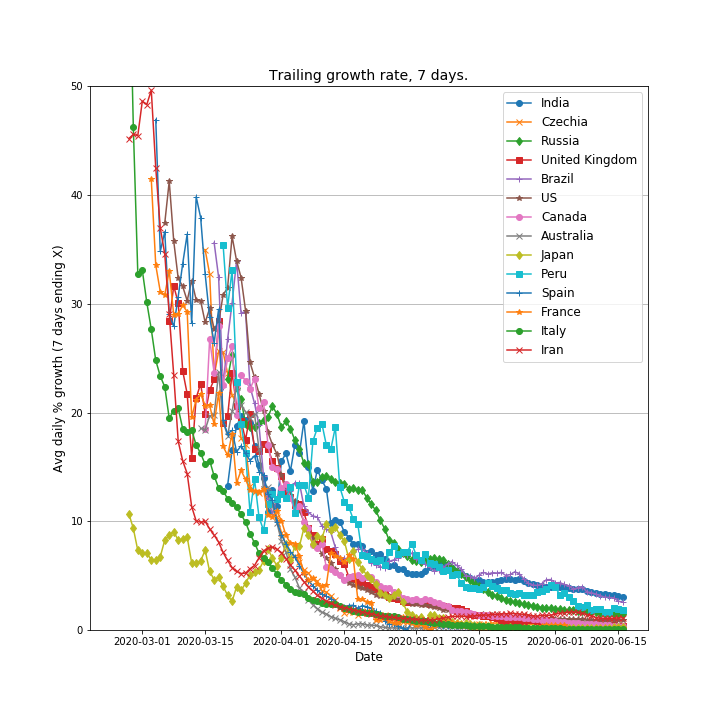 Trailing growth rate, 7 days.
Avg daily % growth (7 days ending X)
50
40
30
20
10
0
India
Czechia
Russia
United Kingdom
Brazil
US
Canada
Australia
Japan
Peru
Spain
France
Italy
Iran
2020-03-01 2020-03-15 2020-04-01 2020-04-15 2020-05-01 2020-05-15 2020-06-01 2020-06-15
Date